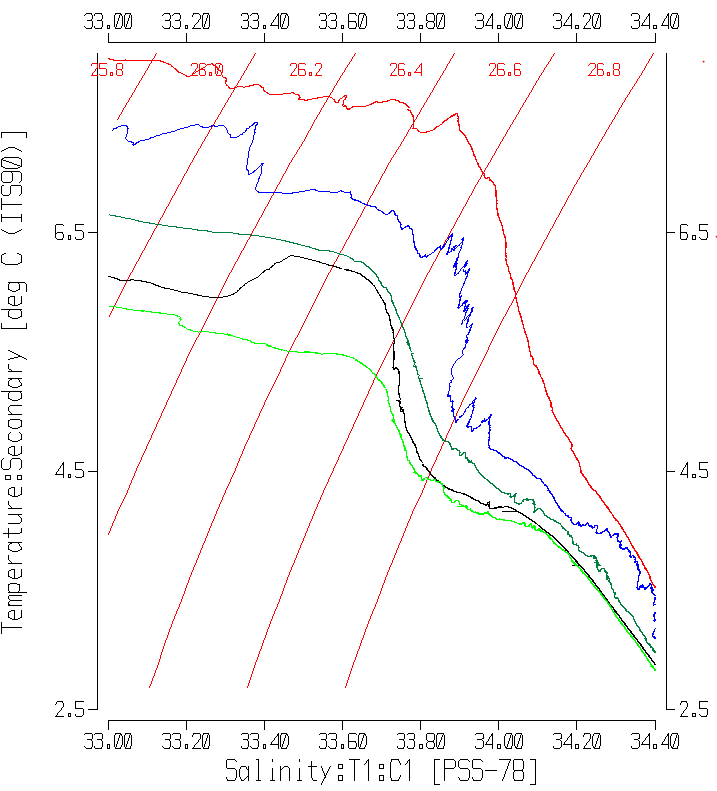 33.00 33.20 33.40 33.60 33.80 34.00 34.20 34.40
25.8 26.0 26.2 26.4 26.6 26.8
6.5 6.5
4.5 4.5
2.5 2.5
Temperature:Secondary [deg C (ITS90)]
33.00 33.20 33.40 33.60 33.80 34.00 34.20 34.40
Salinity:T1:C1 [PSS-78]